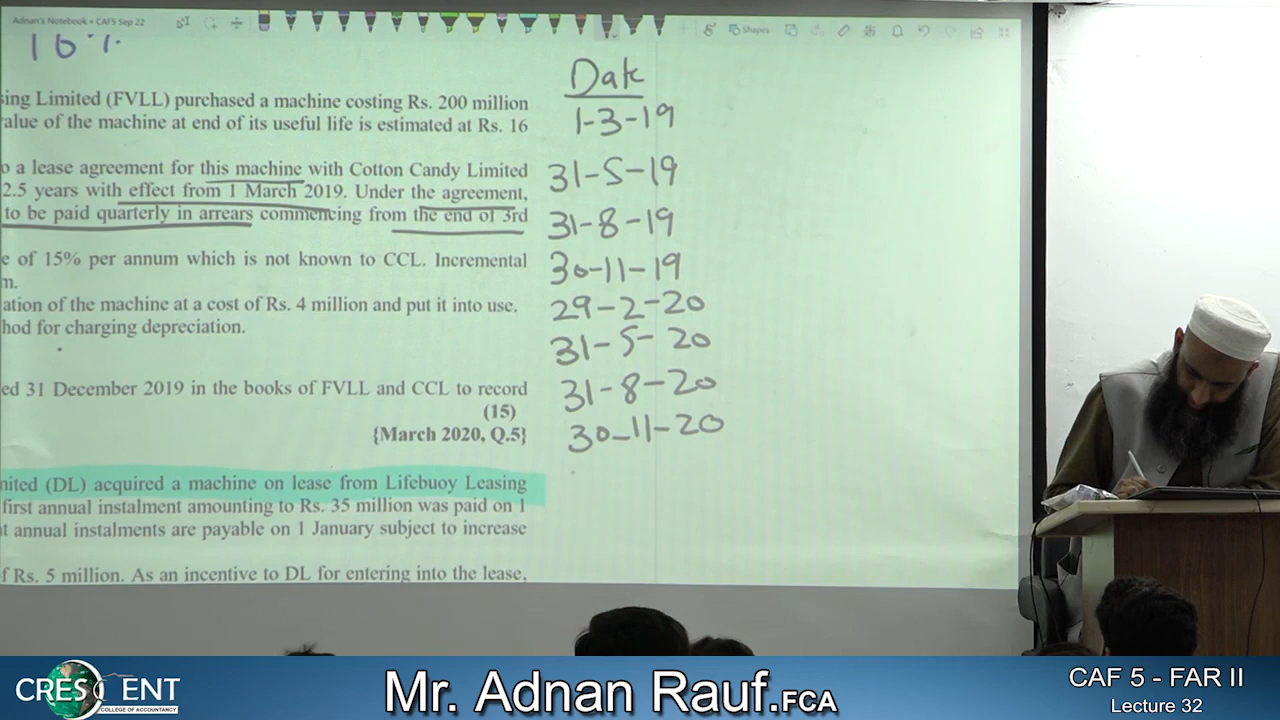 Adnan's Notebook » CAF5 Sep 22
Shapes
16%
sing Limited (FVLL) purchased a machine costing Rs. 200 million
value of the machine at end of its useful life is estimated at Rs. 16
o a lease agreement for this machine with Cotton Candy Limited
2.5 years with effect from 1 March 2019. Under the agreement,
to be paid quarterly in arrears commencing from the end of 3rd
e of 15% per annum which is not known to CCL. Incremental
m.
ation of the machine at a cost of Rs. 4 million and put it into use.
hod for charging depreciation.
ed 31 December 2019 in the books of FVLL and CCL to record
(15)
{March 2020, Q.5}
nited (DL) acquired a machine on lease from Lifebuoy Leasing
first annual instalment amounting to Rs. 35 million was paid on 1
t annual instalments are payable on 1 January subject to increase
f Rs. 5 million. As an incentive to DL for entering into the lease,
Date
1-3-19
31-5-19
31-8-19
30-11-19
29-2-20
31-5-20
31-8-20
30-11-20
CRESCENT
COLLEGE OF ACCOUNTANCY
Mr. Adnan Rauf.FCA
CAF 5 - FAR II
Lecture 32